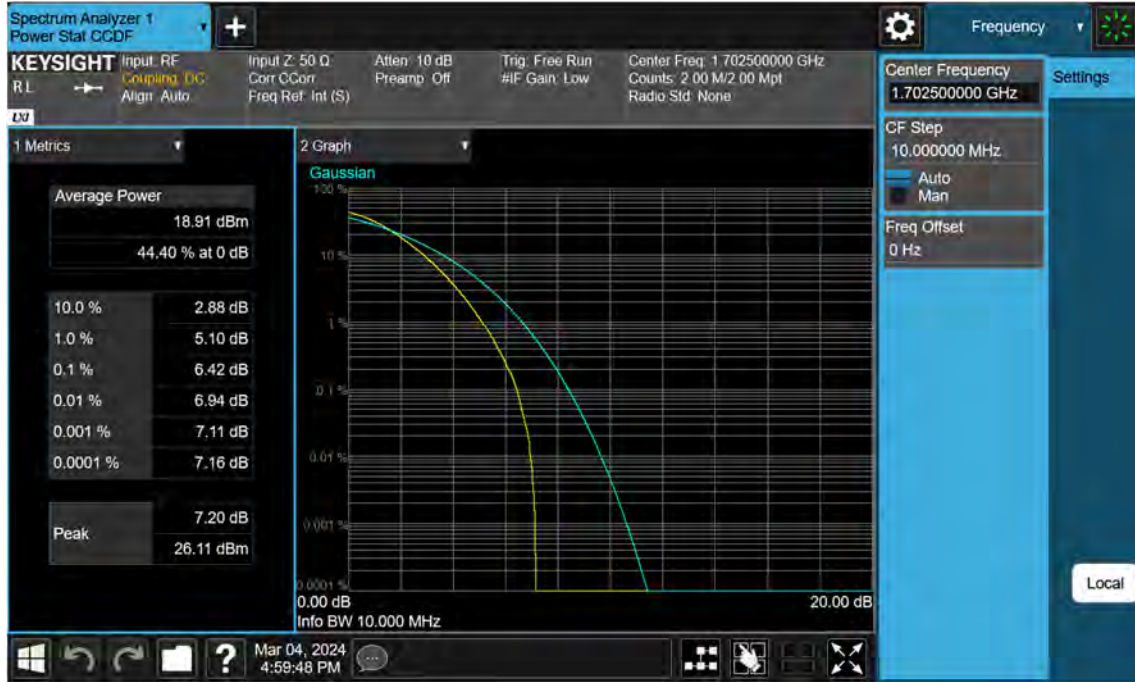 Spectrum Analyzer 1
Power Stat CCDF
Frequency
KEYSIGHT
R L
LXI
Input: RF
Coupling: DC
Align: Auto
Input Z: 50 Ω
Corr CCorr
Freq Ref: Int (S)
Atten: 10 dB
Preamp: Off
Trig: Free Run
#IF Gain: Low
Center Freq: 1.702500000 GHz
Counts: 2.00 M/2.00 Mpt
Radio Std: None
Center Frequency
1.702500000 GHz
Settings
CF Step
10.000000 MHz
Auto
Man
Freq Offset
0 Hz
1 Metrics
Average Power
18.91 dBm
44.40 % at 0 dB
10.0 % 2.88 dB
1.0 % 5.10 dB
0.1 % 6.42 dB
0.01 % 6.94 dB
0.001 % 7.11 dB
0.0001 % 7.16 dB
Peak 7.20 dB
26.11 dBm
2 Graph
Gaussian
100 %
10 %
1 %
0.1 %
0.01 %
0.001 %
0.0001 %
0.00 dB 20.00 dB
Info BW 10.000 MHz
Local
?
Mar 04, 2024
4:59:48 PM